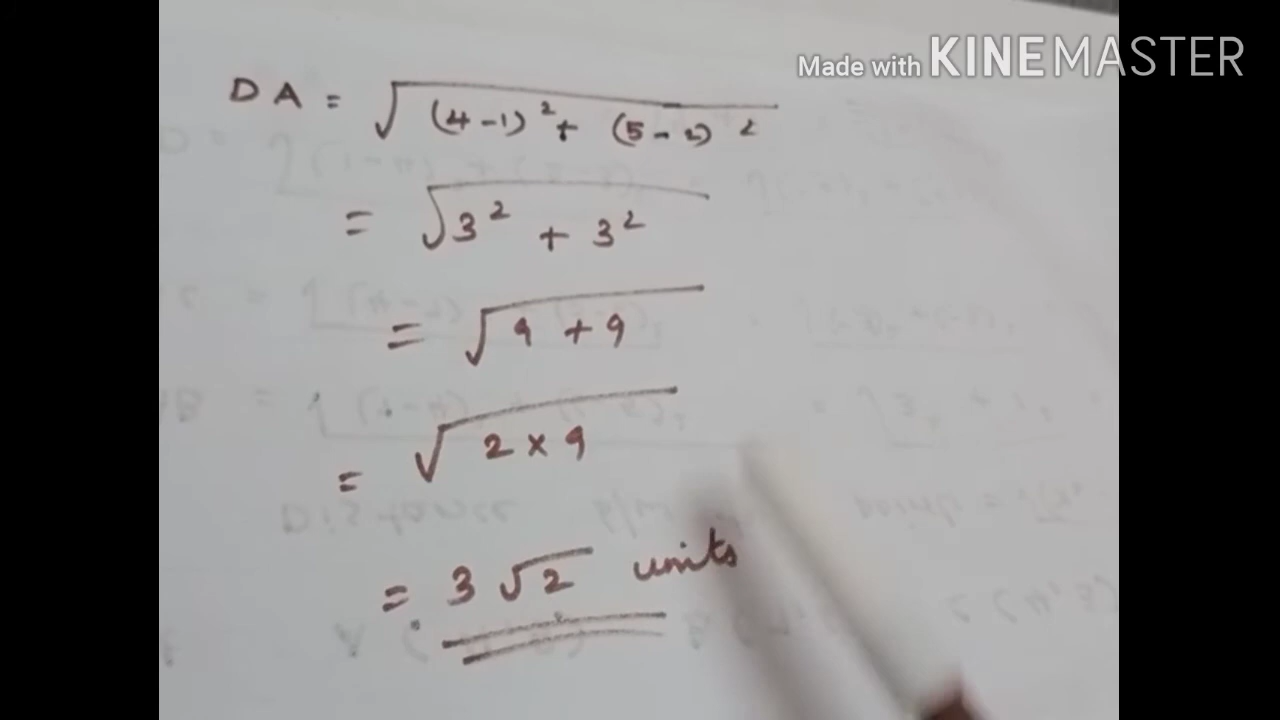 Made with KINEMASTER
DA = √(4-1)² + (5-2)²
= √3² + 3²
= √9 + 9
= √2 × 9
= 3√2 units